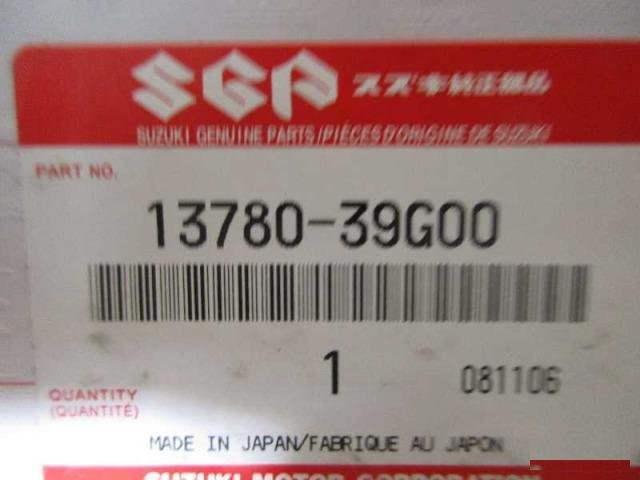 SGP スズキ純正部品
SUZUKI GENUINE PARTS/PIÈCES D'ORIGINE DE SUZUKI
PART NO.
13780-39G00
1 081106
QUANTITY
(QUANTITÉ)
MADE IN JAPAN/FABRIQUE AU JAPON
SUZUKI MOTOR CORPORATION